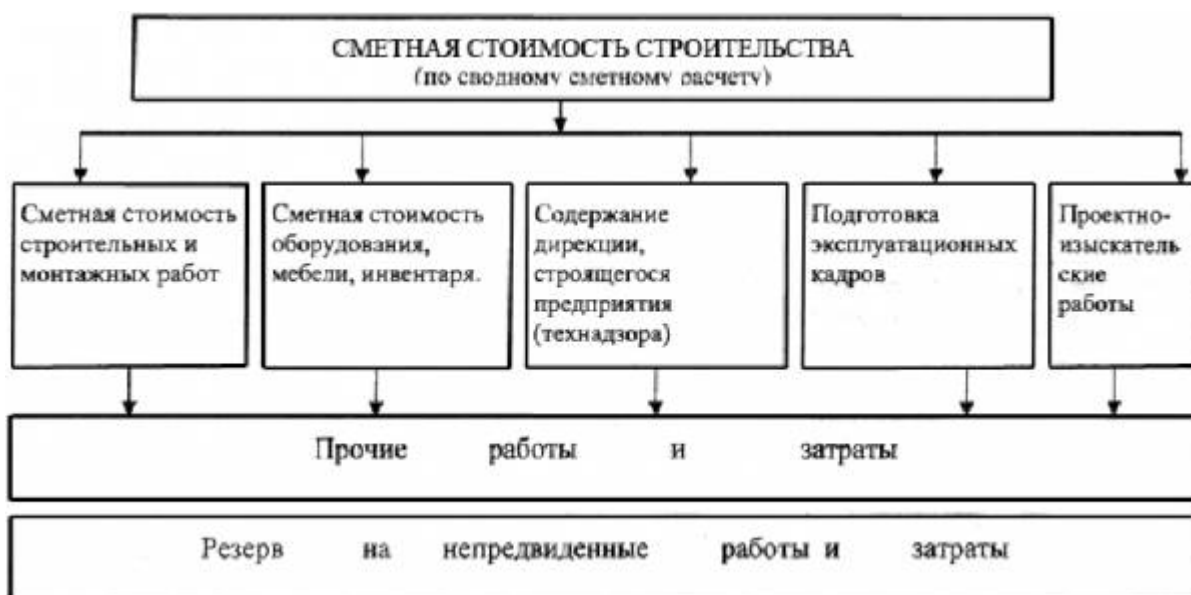 СМЕТНАЯ СТОИМОСТЬ СТРОИТЕЛЬСТВА
(по сводному сметному расчету)
Сметная стоимость
строительных и
монтажных работ
Сметная стоимость
оборудования,
мебели, инвентаря.
Содержание
дирекции,
строящегося
предприятия
(технадзора)
Подготовка
эксплуатационных
кадров
Проектно-
изыскатель
ские
работы
Прочие работы и затраты
Резерв на непредвиденные работы и затраты